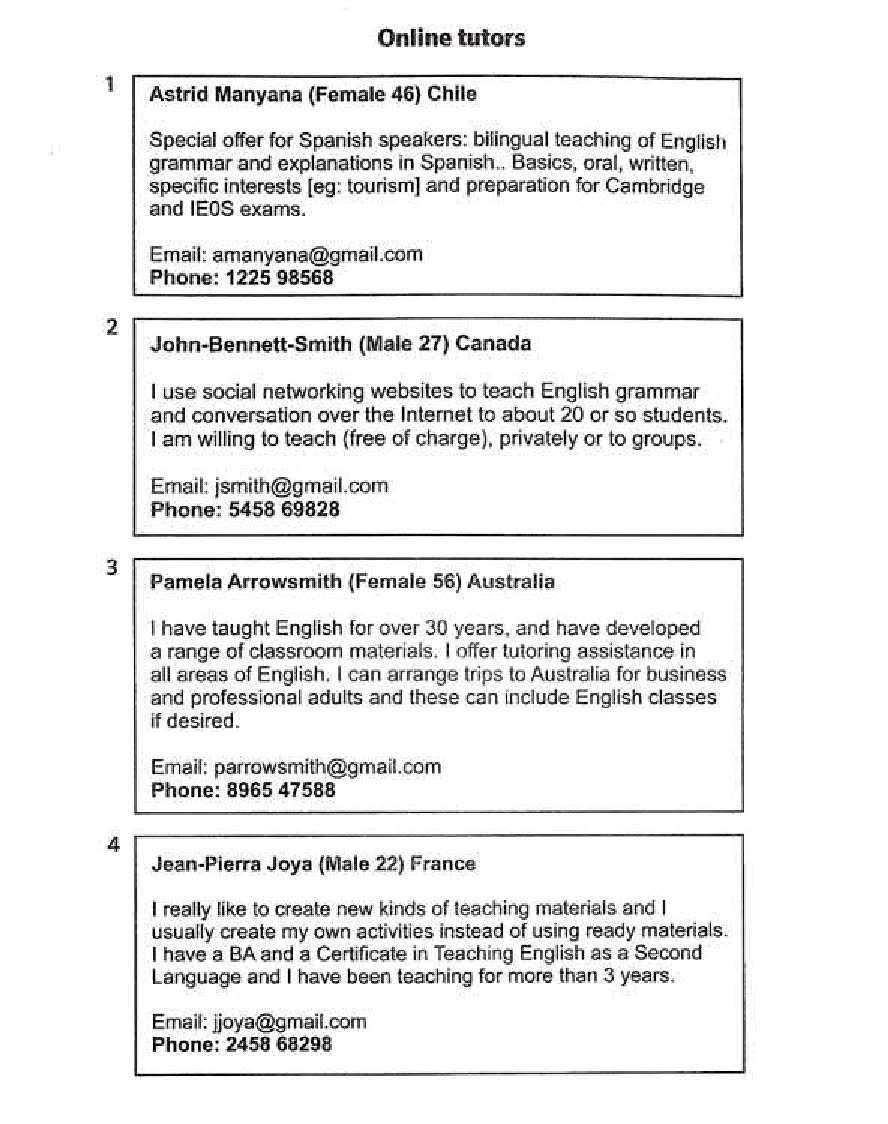 Online tutors
1
Astrid Manyana (Female 46) Chile
Special offer for Spanish speakers: bilingual teaching of English
grammar and explanations in Spanish.. Basics, oral, written,
specific interests [eg: tourism] and preparation for Cambridge
and IE0S exams.
Email: amanyana@gmail.com
Phone: 1225 98568
2
John-Bennett-Smith (Male 27) Canada
I use social networking websites to teach English grammar
and conversation over the Internet to about 20 or so students.
I am willing to teach (free of charge), privately or to groups.
Email: jsmith@gmail.com
Phone: 5458 69828
3
Pamela Arrowsmith (Female 56) Australia
I have taught English for over 30 years, and have developed
a range of classroom materials. I offer tutoring assistance in
all areas of English. I can arrange trips to Australia for business
and professional adults and these can include English classes
if desired.
Email: parrowsmith@gmail.com
Phone: 8965 47588
4
Jean-Pierra Joya (Male 22) France
I really like to create new kinds of teaching materials and I
usually create my own activities instead of using ready materials.
I have a BA and a Certificate in Teaching English as a Second
Language and I have been teaching for more than 3 years.
Email: jjoya@gmail.com
Phone: 2458 68298